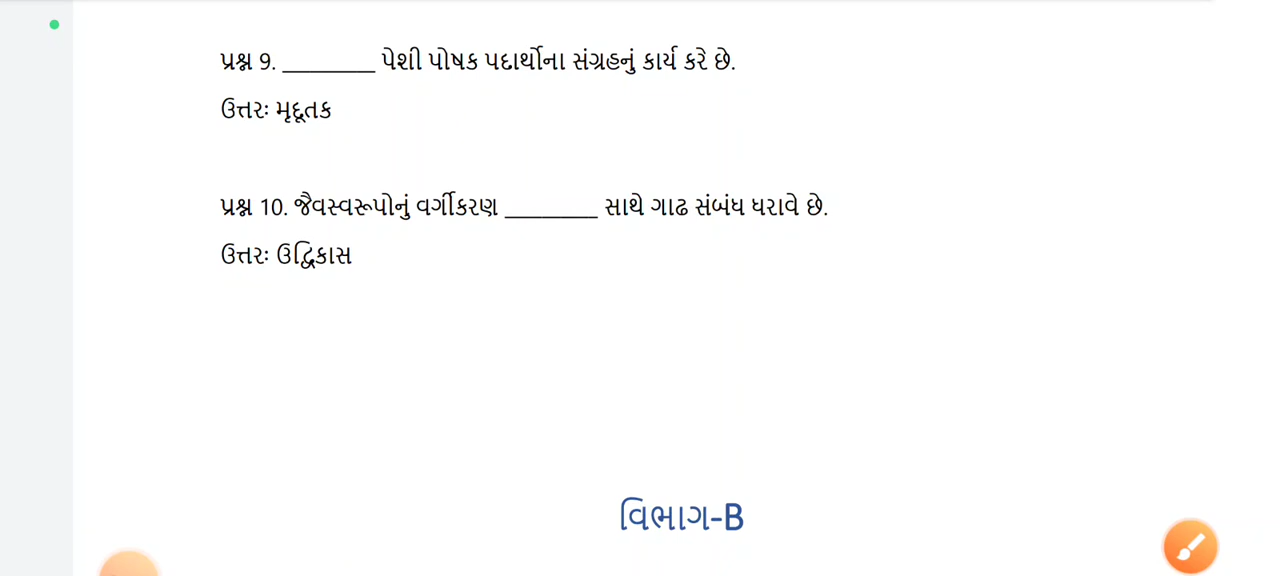 પ્રશ્ન 9. ________ પેશી પોષક પદાર્થોના સંગ્રહનું કાર્ય કરે છે.
ઉત્તરઃ મૃદૂતક
પ્રશ્ન 10. જૈવસ્વરૂપોનું વર્ગીકરણ ________ સાથે ગાઢ સંબંધ ધરાવે છે.
ઉત્તરઃ ઉદ્વિકાસ
વિભાગ-B